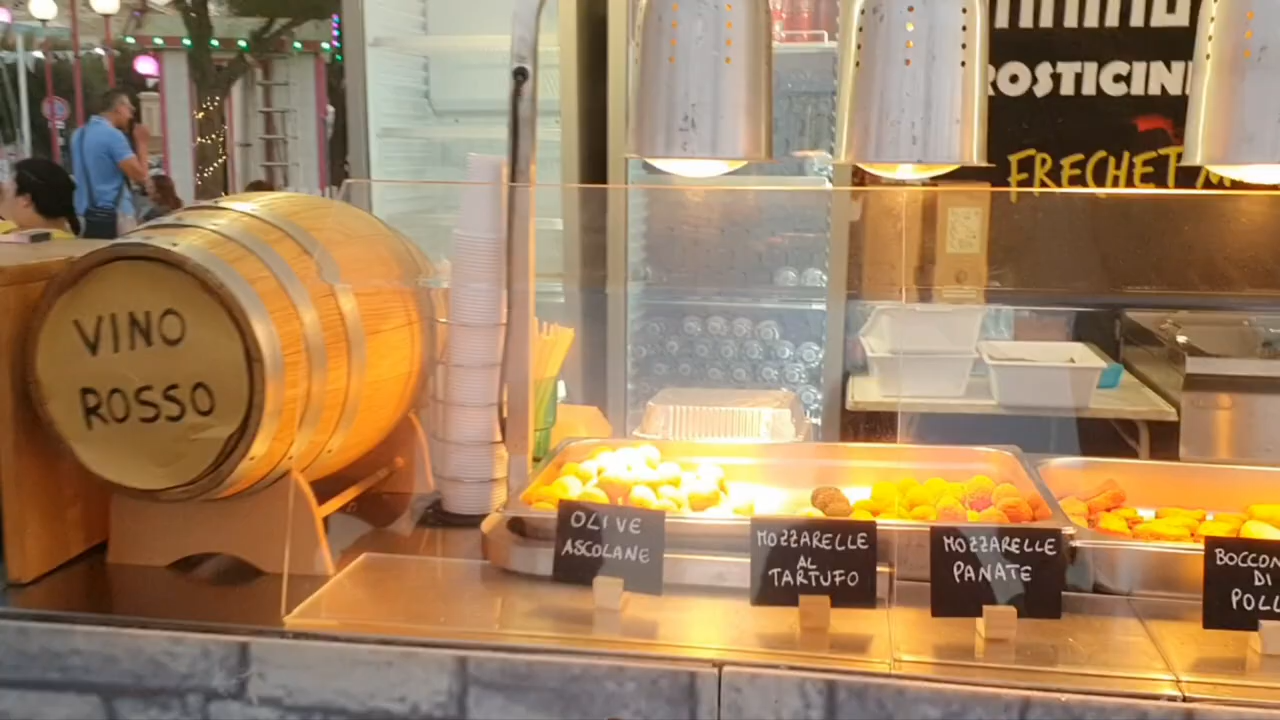 ROSTICINI
FRECHET
VINO
ROSSO
OLIVE
ASCOLANE
MOZZARELLE
AL
TARTUFO
MOZZARELLE
PANATE
BOCCON
DI
POLL